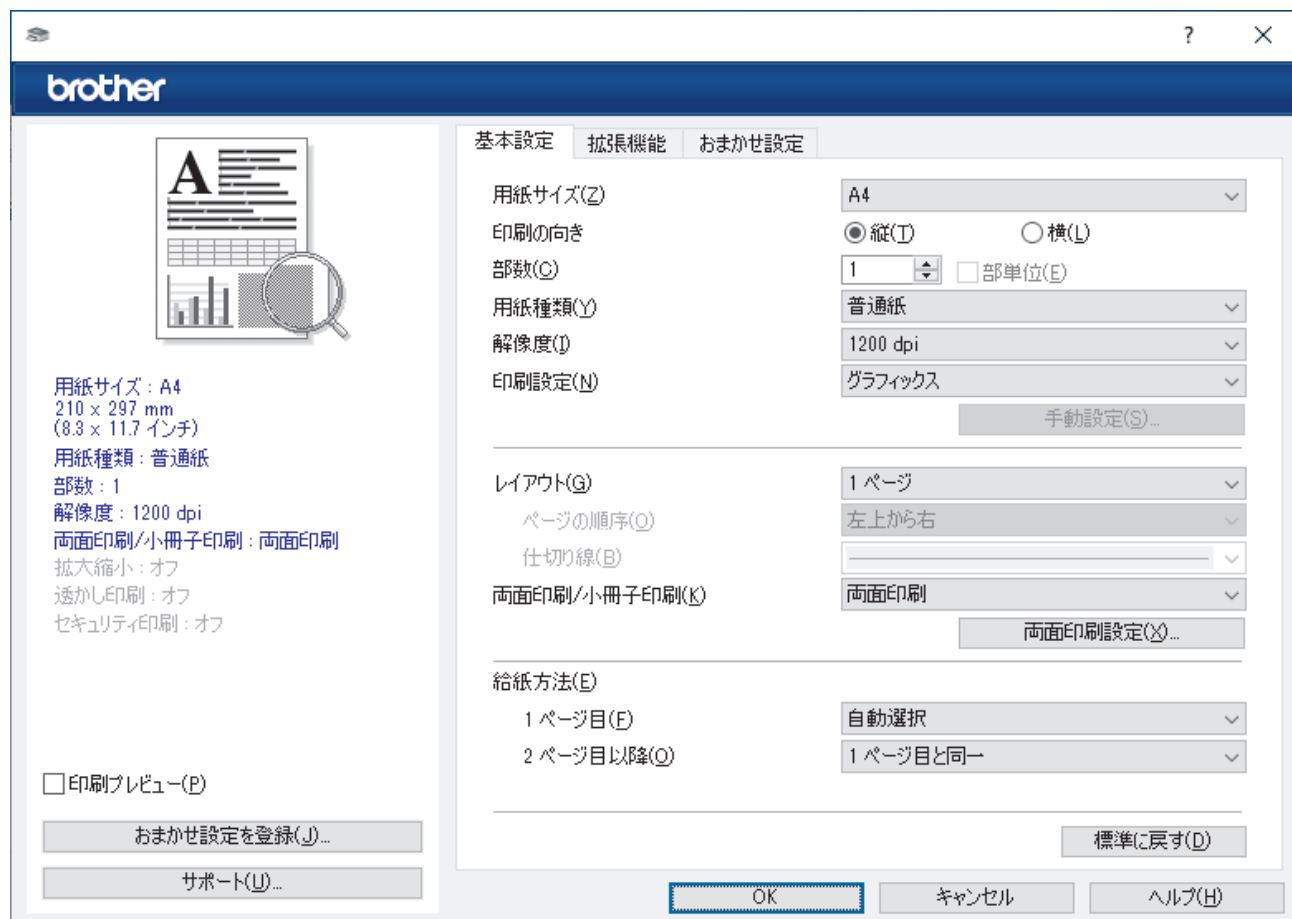 ?
brother
A
用紙サイズ : A4
210 x 297 mm
(8.3 x 11.7 インチ)
用紙種類 : 普通紙
部数 : 1
解像度 : 1200 dpi
両面印刷/小冊子印刷 : 両面印刷
拡大縮小 : オフ
透かし印刷 : オフ
セキュリティ印刷 : オフ
印刷プレビュー(P)
おまかせ設定を登録(J)...
サポート(U)...
基本設定 拡張機能 おまかせ設定
用紙サイズ(Z) A4
印刷の向き 縦(T) 横(L)
部数(C) 1 部単位(E)
用紙種類(Y) 普通紙
解像度(I) 1200 dpi
印刷設定(N) グラフィックス
手動設定(S)...
レイアウト(G) 1 ページ
ページの順序(O) 左上から右
仕切り線(B)
両面印刷/小冊子印刷(K) 両面印刷
両面印刷設定(X)...
給紙方法(E)
1 ページ目(F) 自動選択
2 ページ目以降(O) 1 ページ目と同一
標準に戻す(D)
OK キャンセル ヘルプ(H)